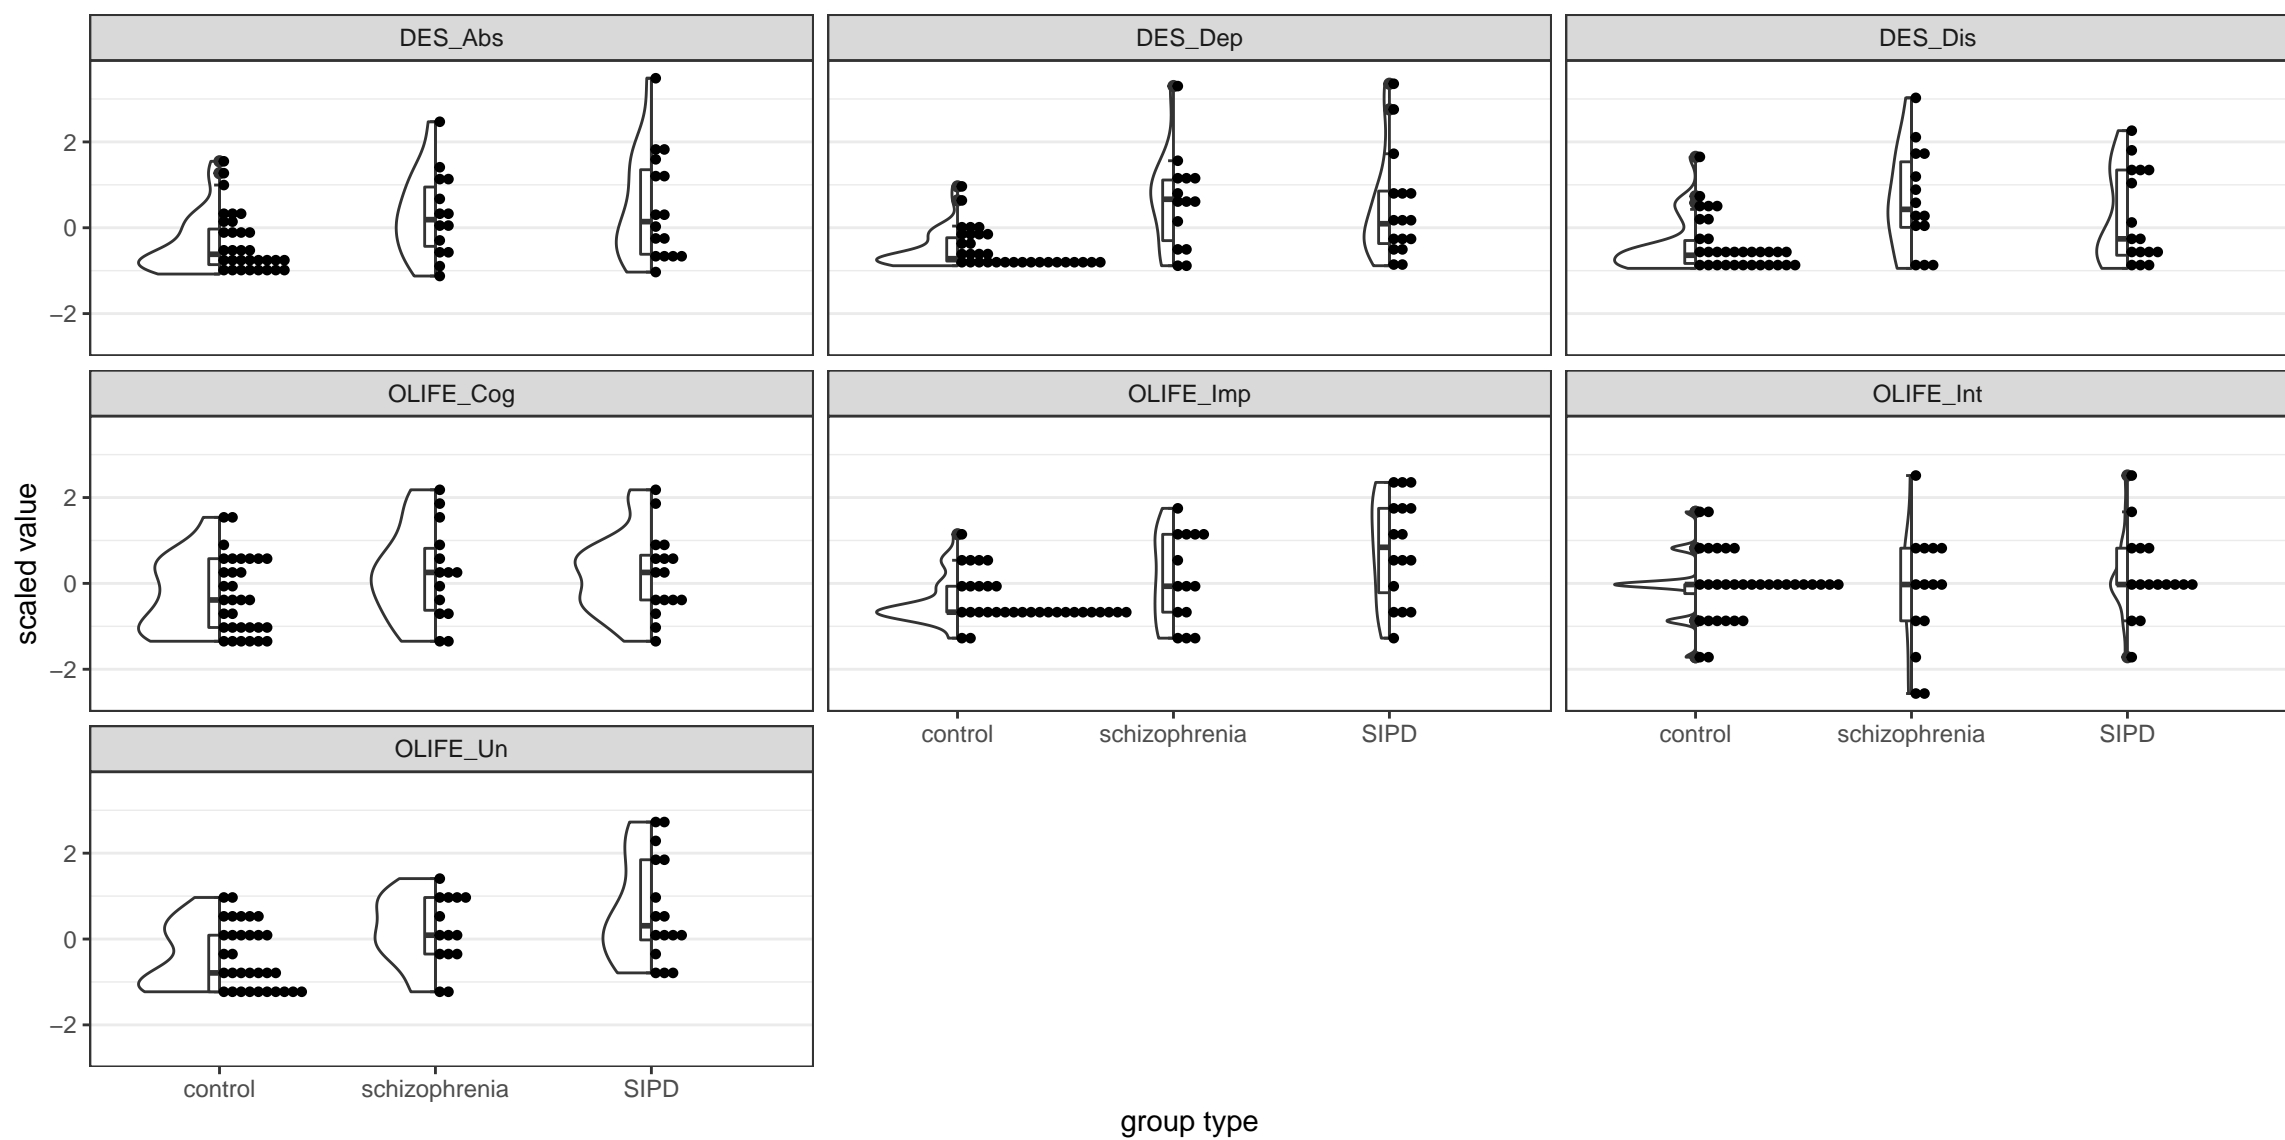 DES_Abs
DES_Dep
DES_Dis
2
0
−2
OLIFE_Cog
OLIFE_Imp
OLIFE_Int
2
0
−2
scaled value
control
schizophrenia
SIPD
control
schizophrenia
SIPD
OLIFE_Un
2
0
−2
control
schizophrenia
SIPD
group type